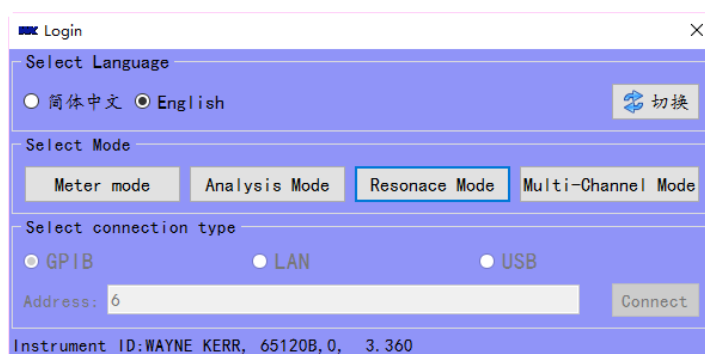 Login
Select Language
简体中文 English 切换
Select Mode
Meter mode Analysis Mode Resonace Mode Multi-Channel Mode
Select connection type
GPIB LAN USB
Address: 6 Connect
Instrument ID:WAYNE KERR, 65120B,0, 3.360